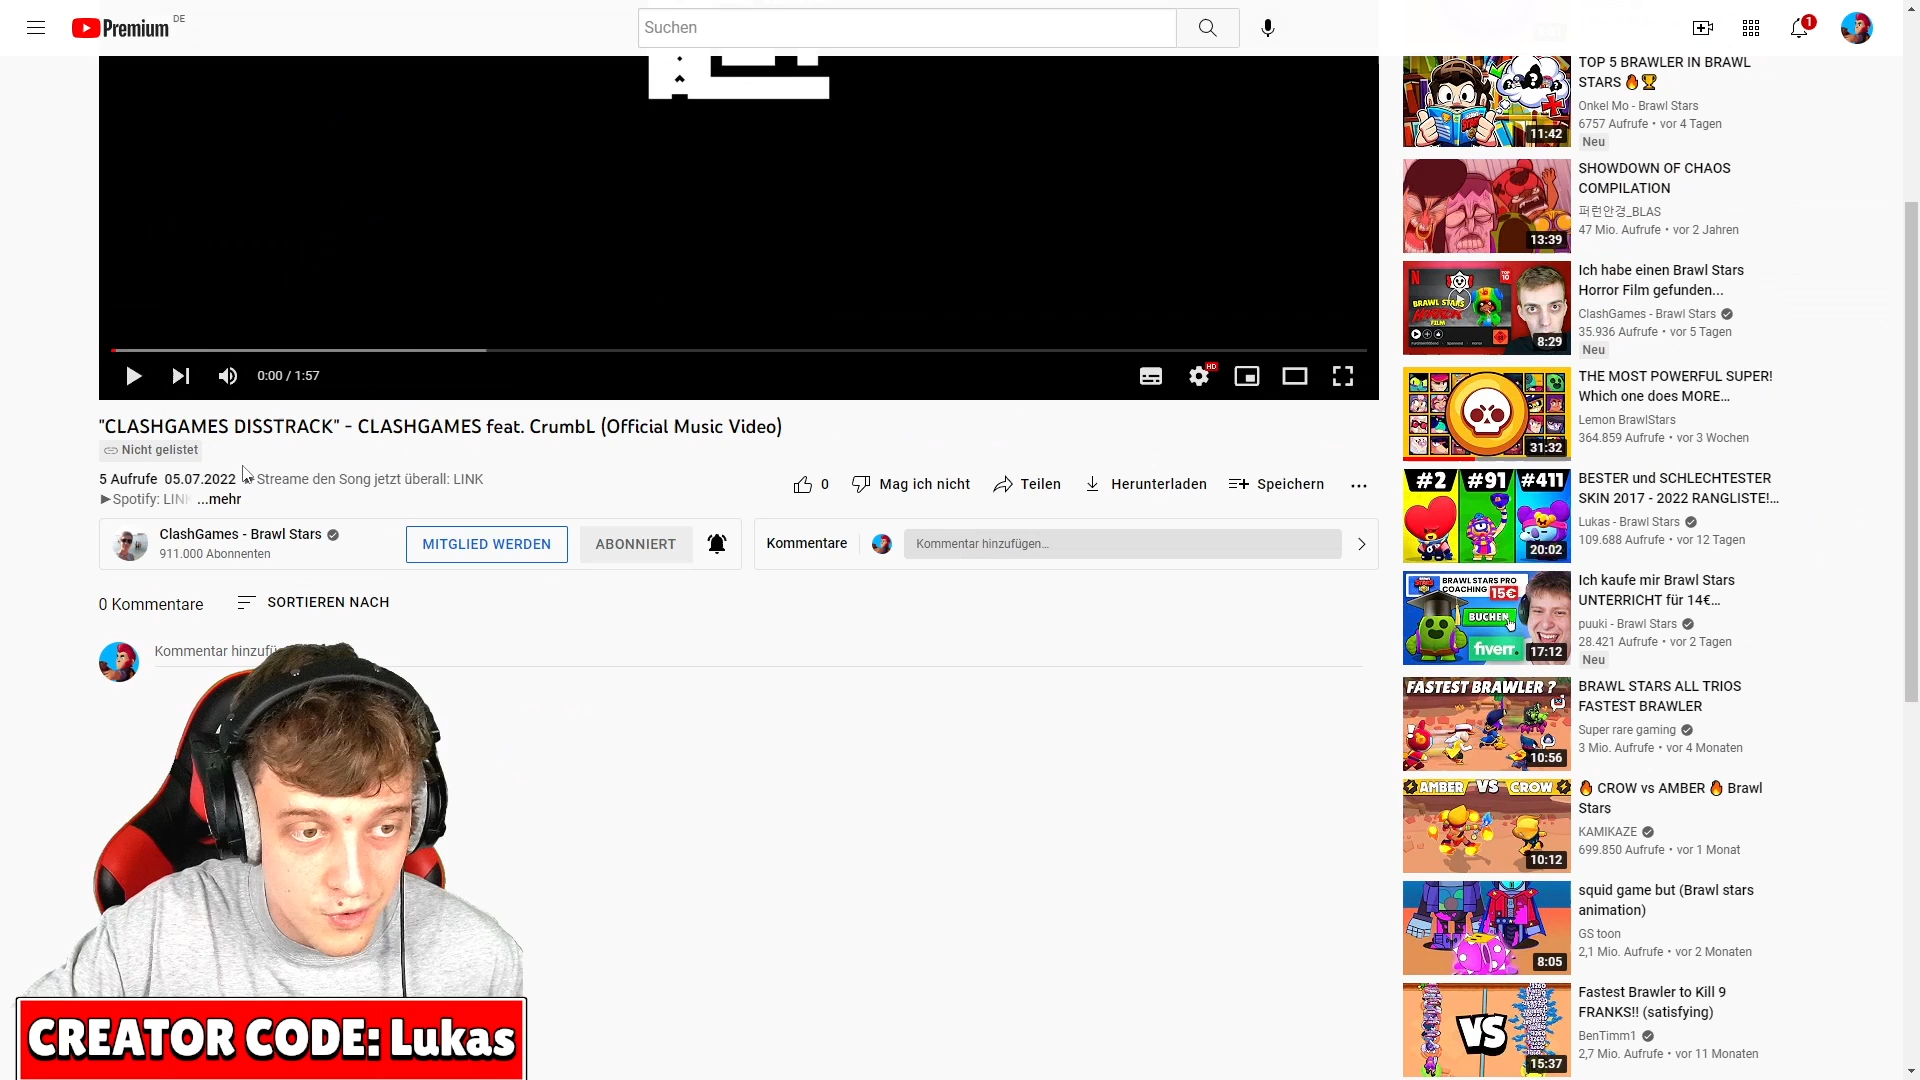 Premium DE
Suchen
1
0:00 / 1:57
HD
"CLASHGAMES DISSTRACK" - CLASHGAMES feat. CrumbL (Official Music Video)
Nicht gelistet
5 Aufrufe 05.07.2022 ►Streame den Song jetzt überall: LINK
►Spotify: LINK ...mehr
0
Mag ich nicht
Teilen
Herunterladen
Speichern
ClashGames - Brawl Stars
911.000 Abonnenten
MITGLIED WERDEN
ABONNIERT
Kommentare
Kommentar hinzufügen...
0 Kommentare
SORTIEREN NACH
Kommentar hinzufü
CREATOR CODE: Lukas
11:42
TOP 5 BRAWLER IN BRAWL
STARS 🔥🏆
Onkel Mo - Brawl Stars
6757 Aufrufe • vor 4 Tagen
Neu
13:39
SHOWDOWN OF CHAOS
COMPILATION
퍼런안경_BLAS
47 Mio. Aufrufe • vor 2 Jahren
TOP 10
BRAWL STARS
HORROR
FILM
8:29
Ich habe einen Brawl Stars
Horror Film gefunden...
ClashGames - Brawl Stars
35.936 Aufrufe • vor 5 Tagen
Neu
31:32
THE MOST POWERFUL SUPER!
Which one does MORE...
Lemon BrawlStars
364.859 Aufrufe • vor 3 Wochen
#2 #91 #411
20:02
BESTER und SCHLECHTESTER
SKIN 2017 - 2022 RANGLISTE!...
Lukas - Brawl Stars
109.688 Aufrufe • vor 12 Tagen
BRAWL STARS PRO
COACHING 15€
BUCHEN
fiverr.
17:12
Ich kaufe mir Brawl Stars
UNTERRICHT für 14€...
puuki - Brawl Stars
28.421 Aufrufe • vor 2 Tagen
Neu
FASTEST BRAWLER ?
10:56
BRAWL STARS ALL TRIOS
FASTEST BRAWLER
Super rare gaming
3 Mio. Aufrufe • vor 4 Monaten
AMBER VS CROW
10:12
🔥 CROW vs AMBER 🔥 Brawl
Stars
KAMIKAZE
699.850 Aufrufe • vor 1 Monat
8:05
squid game but (Brawl stars
animation)
GS toon
2,1 Mio. Aufrufe • vor 2 Monaten
VS
15:37
Fastest Brawler to Kill 9
FRANKS!! (satisfying)
BenTimm1
2,7 Mio. Aufrufe • vor 11 Monaten